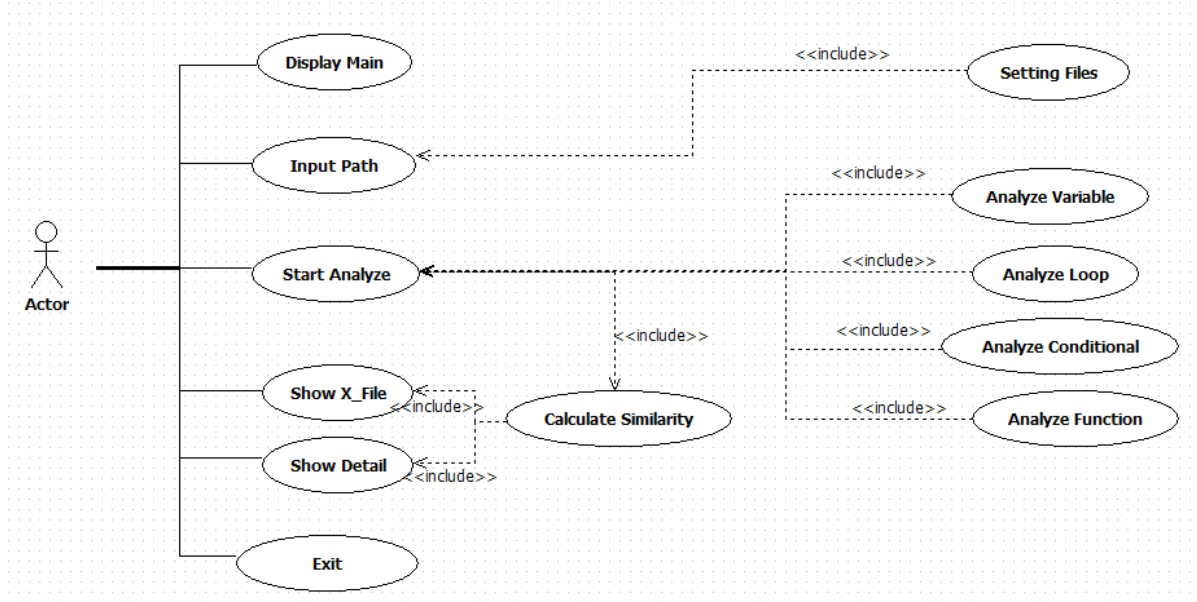 Display Main
<<include>>
Setting Files
Input Path
<<include>>
Analyze Variable
Start Analyze
<<include>>
Analyze Loop
Actor
<<include>>
<<include>>
Analyze Conditional
Show X_File
<<include>>
Calculate Similarity
<<include>>
Analyze Function
Show Detail
<<include>>
Exit